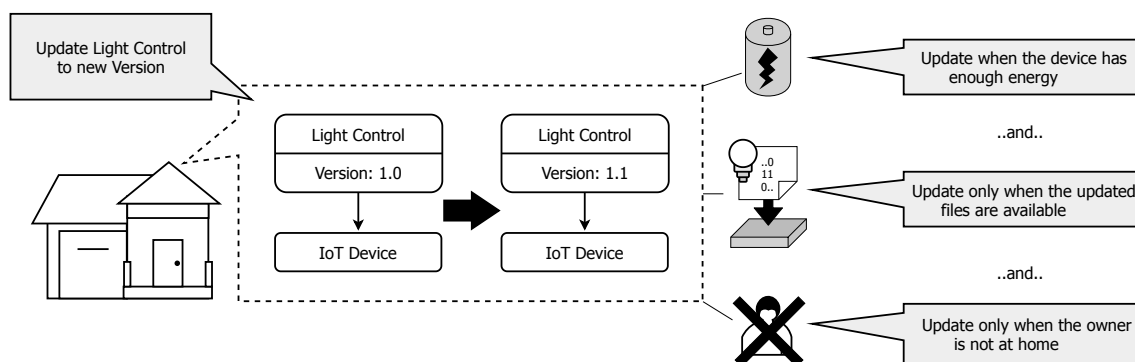 Update Light Control
to new Version
Light Control
Version: 1.0
IoT Device
Light Control
Version: 1.1
IoT Device
Update when the device has
enough energy
..and..
..0
11
0..
Update only when the updated
files are available
..and..
Update only when the owner
is not at home